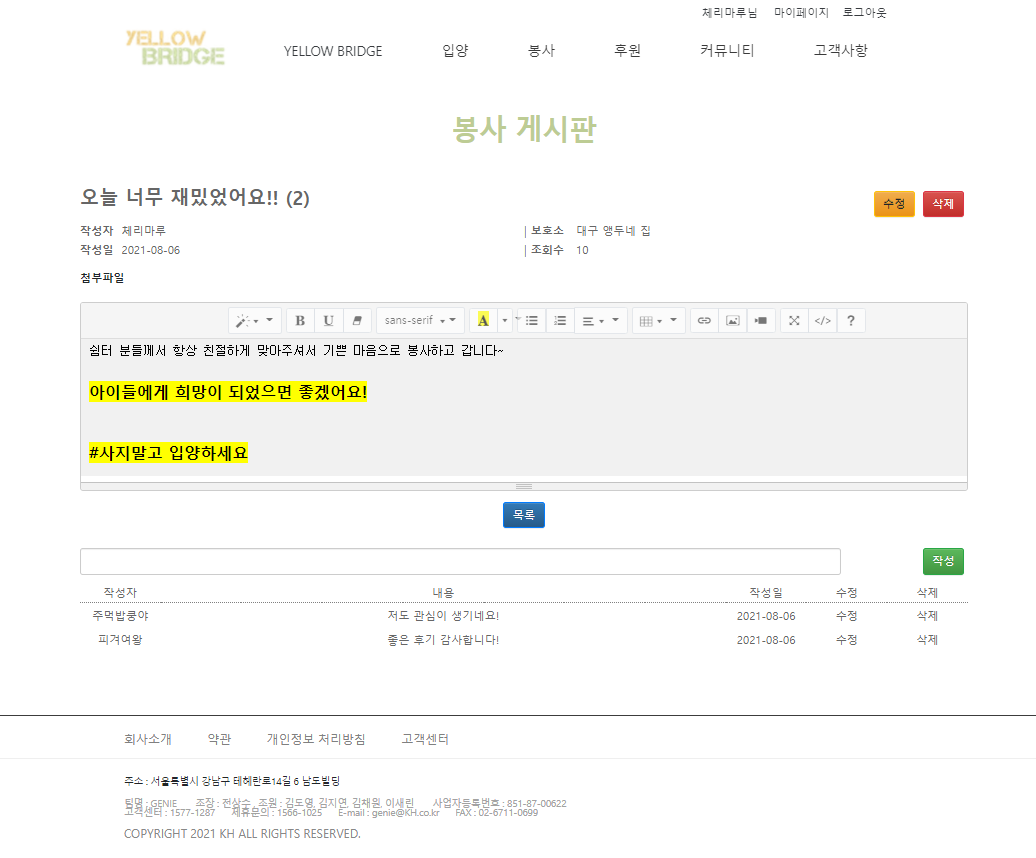 체리마루님 마이페이지 로그아웃
YELLOW BRIDGE
YELLOW BRIDGE 입양 봉사 후원 커뮤니티 고객사항
봉사 게시판
오늘 너무 재밌었어요!! (2)
수정 삭제
작성자 체리마루 | 보호소 대구 앵두네 집
작성일 2021-08-06 | 조회수 10
첨부파일
B U sans-serif A </> ?
쉼터 분들께서 항상 친절하게 맞아주셔서 기쁜 마음으로 봉사하고 갑니다~
아이들에게 희망이 되었으면 좋겠어요!
#사지말고 입양하세요
목록
작성
작성자 내용 작성일 수정 삭제
주먹밥쿵야 저도 관심이 생기네요! 2021-08-06 수정 삭제
피겨여왕 좋은 후기 감사합니다! 2021-08-06 수정 삭제
회사소개 약관 개인정보 처리방침 고객센터
주소 : 서울특별시 강남구 테헤란로14길 6 남도빌딩
팀명 : GENIE 조장 : 전상수 , 조원 : 김도영, 김지연, 김채원, 이새린 사업자등록번호 : 851-87-00622
고객센터 : 1577-1287 제휴문의 : 1566-1025 E-mail : genie@KH.co.kr FAX : 02-6711-0699
COPYRIGHT 2021 KH ALL RIGHTS RESERVED.